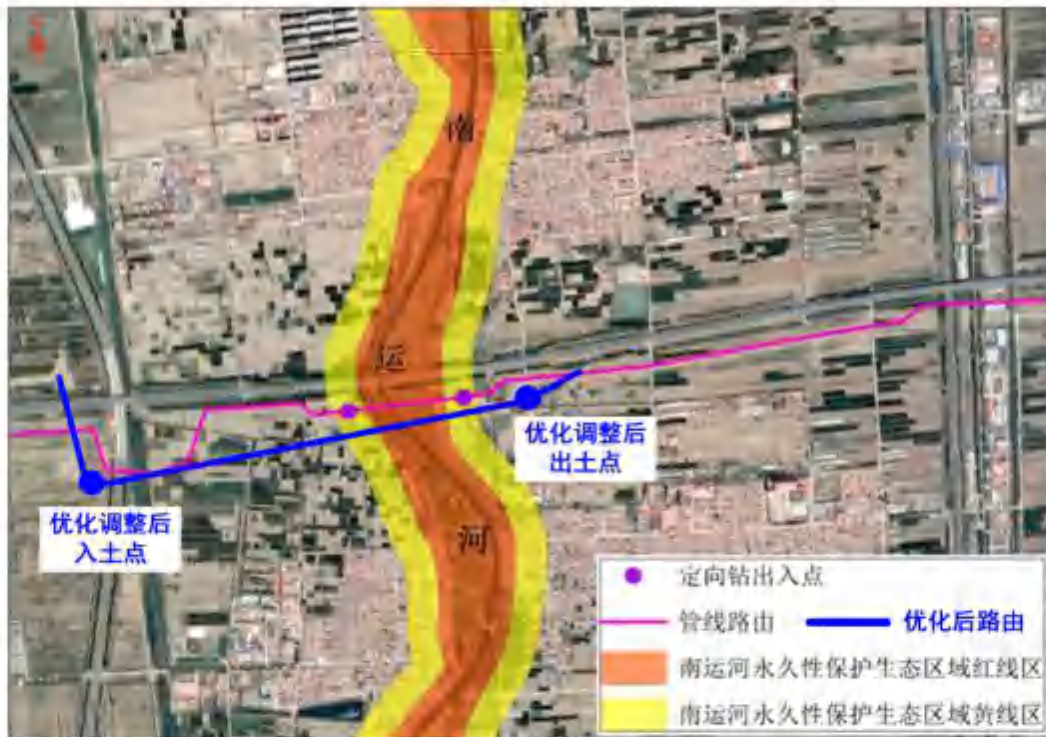 南
运
河
优化调整后
出土点
优化调整后
入土点
定向钻出入点
管线路由
优化后路由
南运河永久性保护生态区域红线区
南运河永久性保护生态区域黄线区